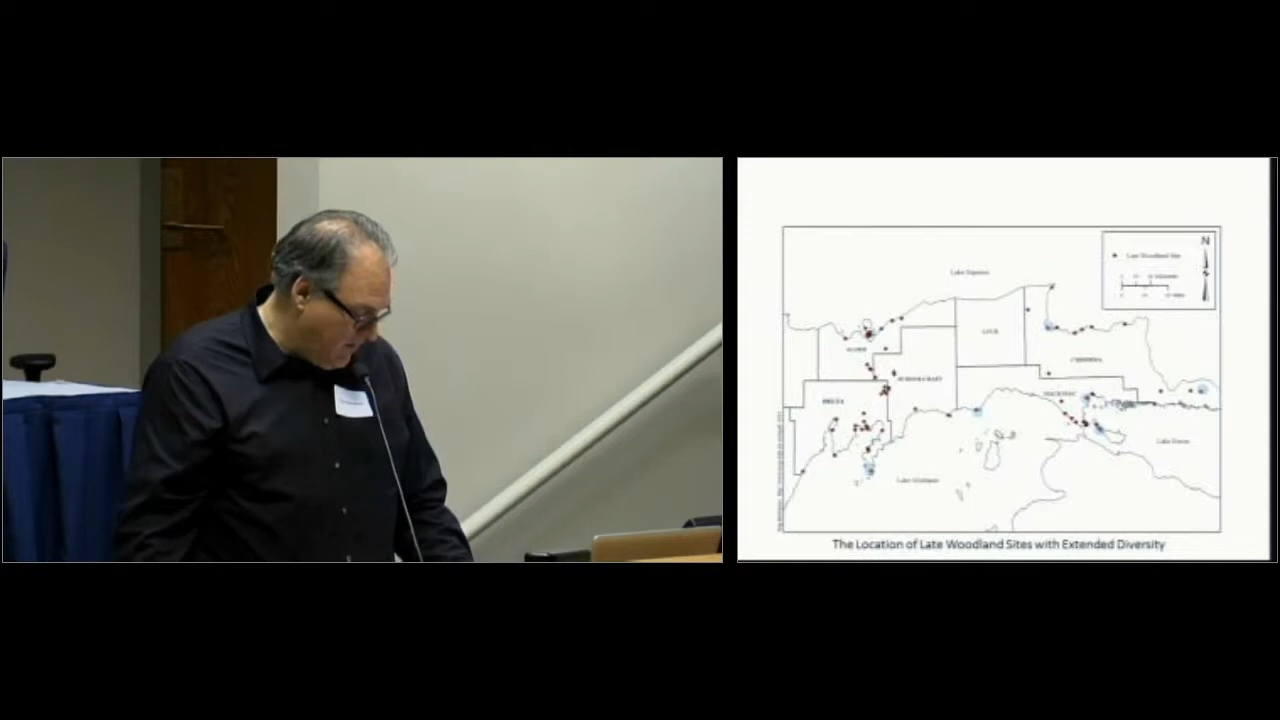 N
Late Woodland Site
Lake Superior
LUCE
ALGER
CHIPPEWA
SCHOOLCRAFT
MACKINAC
DELTA
Lake Huron
Lake Michigan
The Location of Late Woodland Sites with Extended Diversity